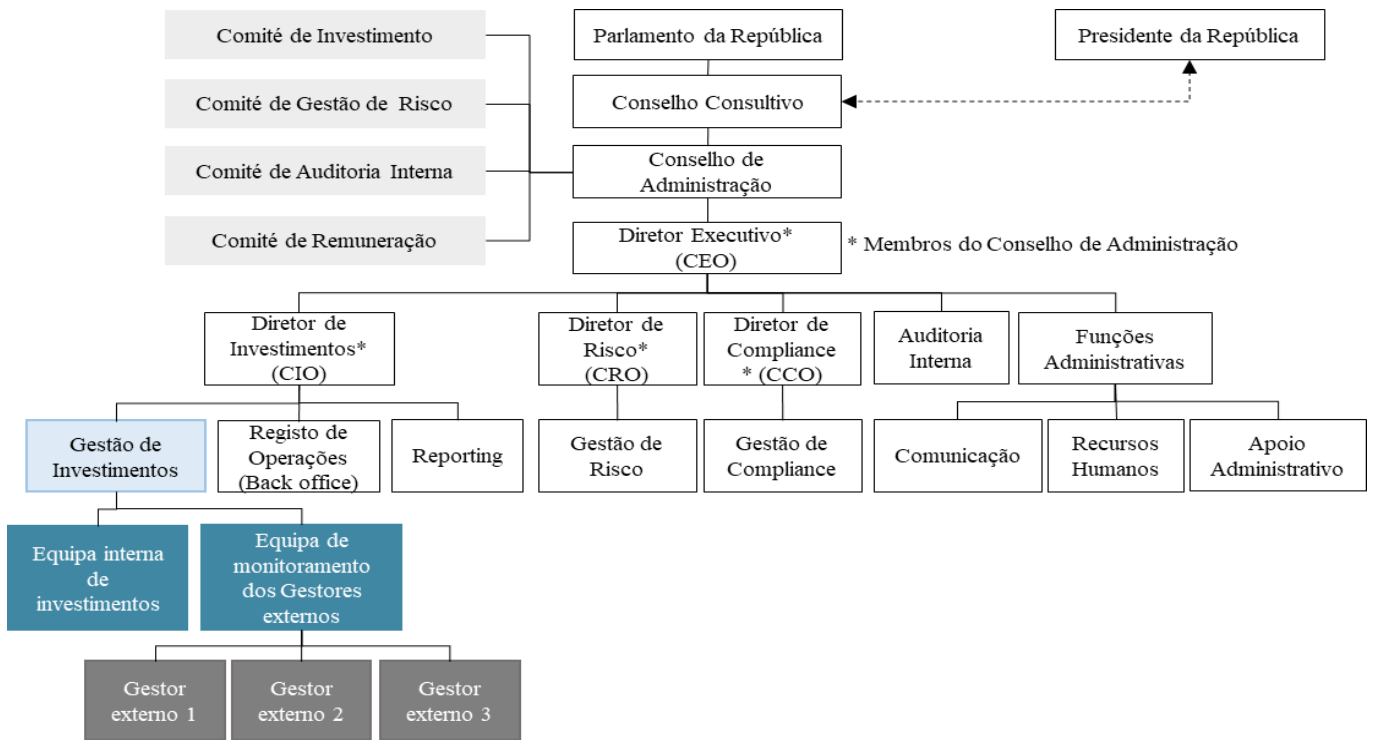 Comité de Investimento
Parlamento da República
Presidente da República
Comité de Gestão de Risco
Conselho Consultivo
Comité de Auditoria Interna
Conselho de
Administração
Comité de Remuneração
Diretor Executivo*
(CEO)
* Membros do Conselho de Administração
Diretor de
Investimentos*
(CIO)
Diretor de
Risco*
(CRO)
Diretor de
Compliance
* (CCO)
Auditoria
Interna
Funções
Administrativas
Gestão de
Investimentos
Registo de
Operações
(Back office)
Reporting
Gestão de
Risco
Gestão de
Compliance
Comunicação
Recursos
Humanos
Apoio
Administrativo
Equipa interna
de
investimentos
Equipa de
monitoramento
dos Gestores
externos
Gestor
externo 1
Gestor
externo 2
Gestor
externo 3